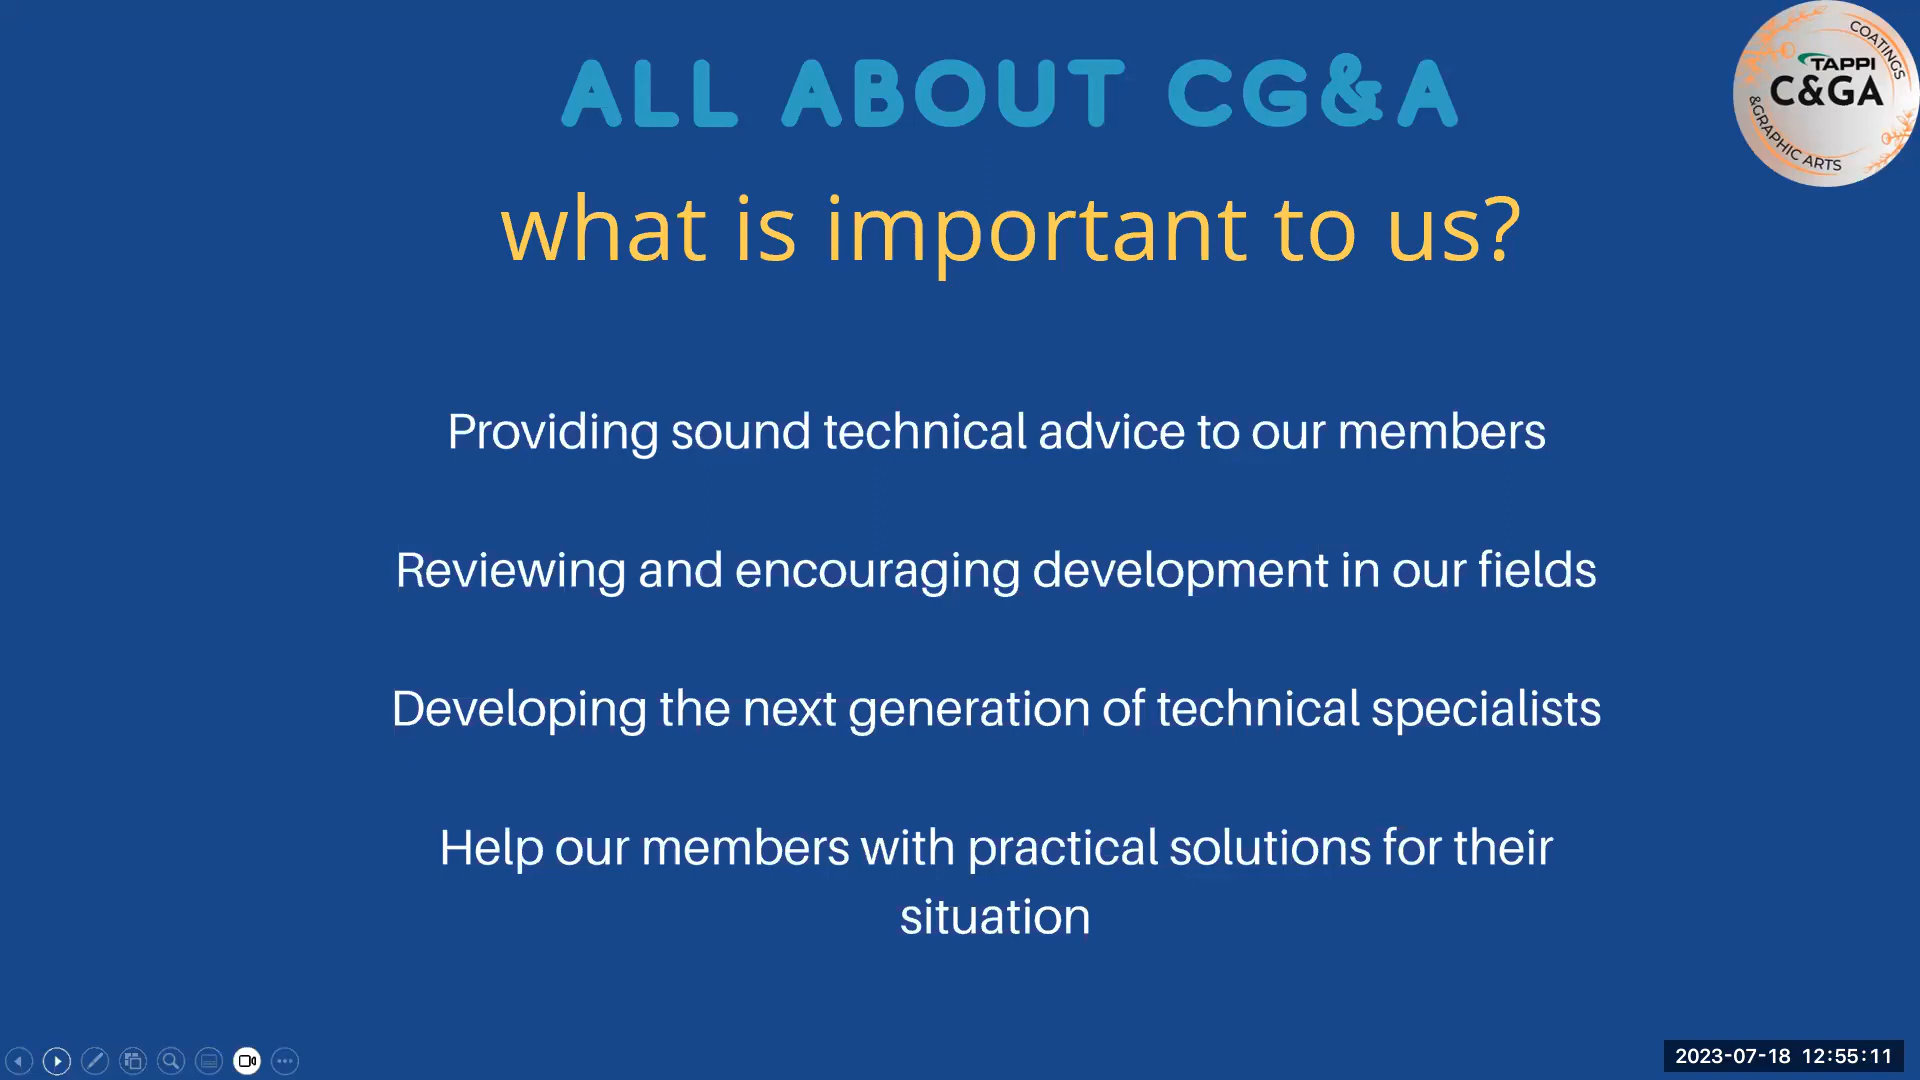 ALL ABOUT CG&A
COATINGS
TAPPI
C&GA
&GRAPHIC ARTS
what is important to us?
Providing sound technical advice to our members
Reviewing and encouraging development in our fields
Developing the next generation of technical specialists
Help our members with practical solutions for their
situation
2023-07-18 12:55:11